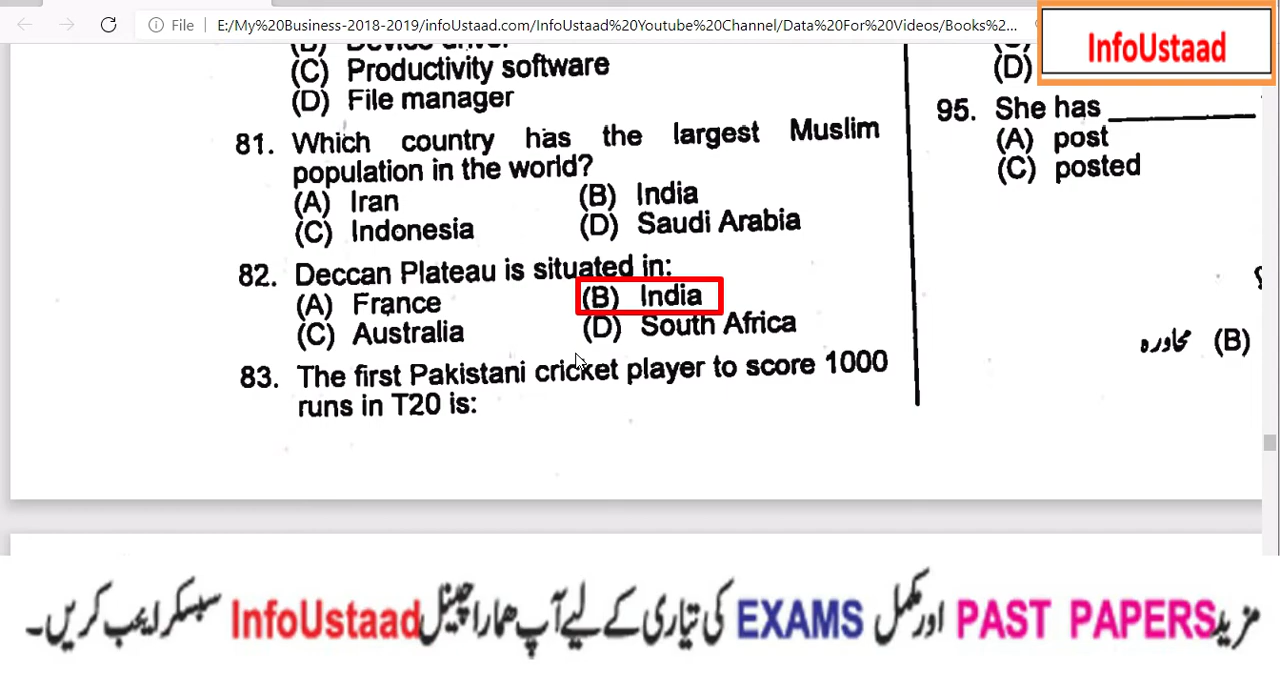 File E:/My%20Business-2018-2019/infoUstaad.com/InfoUstaad%20Youtube%20Channel/Data%20For%20Videos/Books%2...
InfoUstaad
(C) Productivity software
(D) File manager
81. Which country has the largest Muslim
population in the world?
(A) Iran (B) India
(C) Indonesia (D) Saudi Arabia
82. Deccan Plateau is situated in:
(A) France (B) India
(C) Australia (D) South Africa
83. The first Pakistani cricket player to score 1000
runs in T20 is:
(D)
95. She has ________
(A) post
(C) posted
؟
(B) محاورہ
مزید PAST PAPERS اور مکمل EXAMS کی تیاری کے لیے آپ ہمارا چینل InfoUstaad سبسکرایب کریں۔